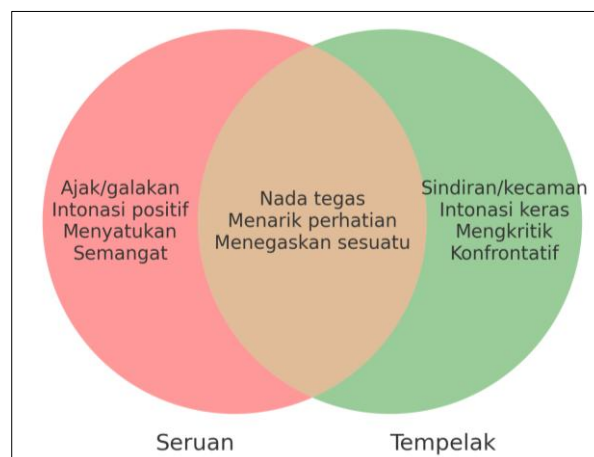 Ajak/galakan
Intonasi positif
Menyatukan
Semangat
Nada tegas
Menarik perhatian
Menegaskan sesuatu
Sindiran/kecaman
Intonasi keras
Mengkritik
Konfrontatif
Seruan
Tempelak